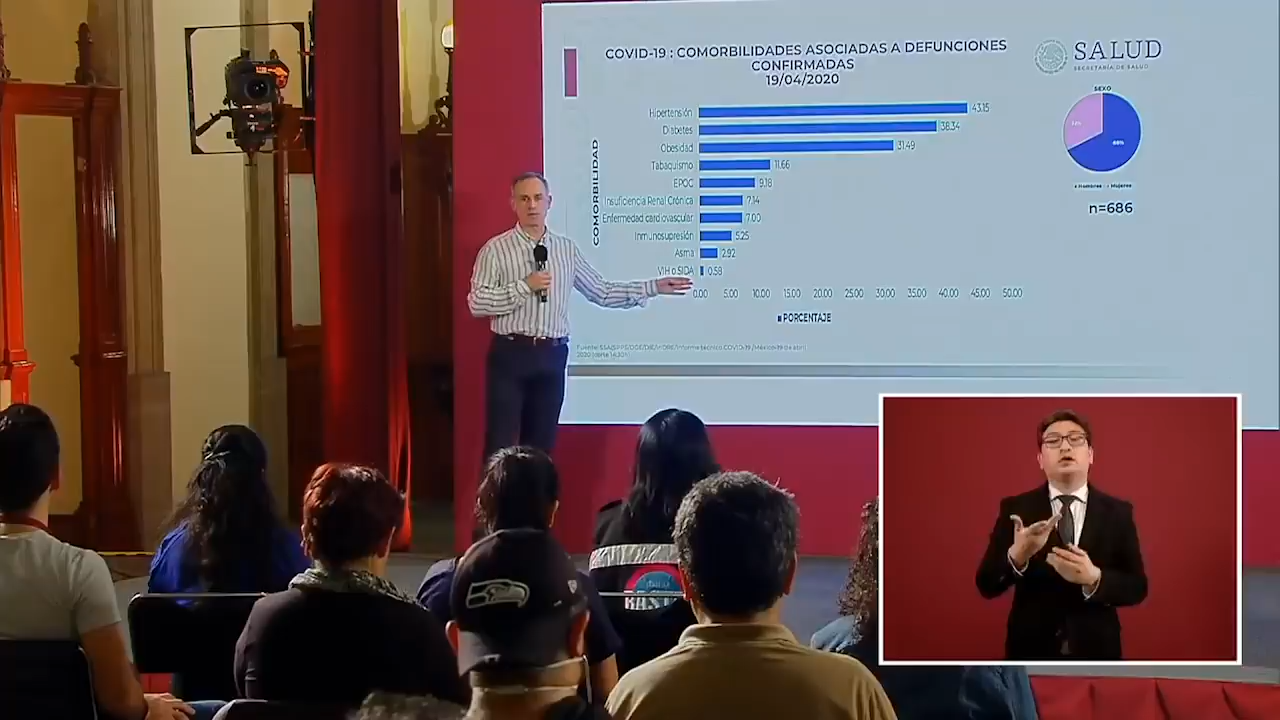 COVID-19 : COMORBILIDADES ASOCIADAS A DEFUNCIONES
CONFIRMADAS
19/04/2020
SALUD
SECRETARÍA DE SALUD
SEXO
68%
Hombres Mujeres
n=686
COMORBILIDAD
Hipertensión 43.15
Diabetes 38.34
Obesidad 31.49
Tabaquismo 11.66
EPOC 9.18
Insuficiencia Renal Crónica 7.14
Enfermedad cardiovascular 7.00
Inmunosupresión 5.25
Asma 2.92
VIH o SIDA 0.58
0.00 5.00 10.00 15.00 20.00 25.00 30.00 35.00 40.00 45.00 50.00
PORCENTAJE